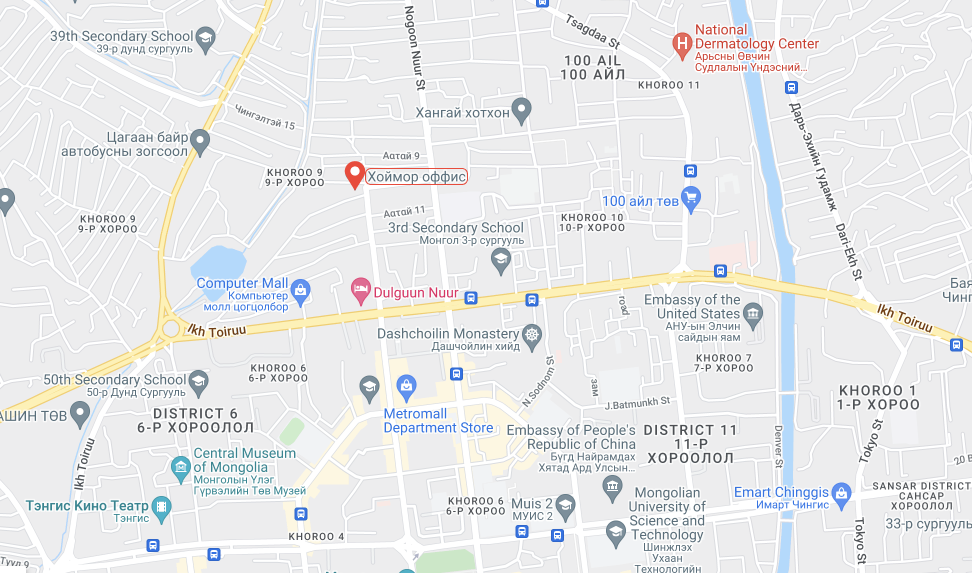 Tsagdaa St
Nogoon Nuur St
39th Secondary School
39-р дунд сургууль
National
Dermatology Center
Арьсны Өвчин
Судлалын Үндэсний...
100 AIL
100 АЙЛ
KHOROO 11
Чингэлтэй 15
Хангай хотхон
Дарь-Эхийн Гудамж
Цагаан байр
автобусны зогсоол
Аатай 9
KHOROO 9
9-Р ХОРОО
Хоймор оффис
100 айл төв
KHOROO 9
9-Р ХОРОО
Аатай 11
KHOROO 10
10-Р ХОРОО
3rd Secondary School
Монгол 3-р сургууль
Dari-Ekh St
Computer Mall
Компьютер
молл цогцолбор
Dulguun Nuur
Бая
Чинг
road
Embassy of the
United States
АНУ-ын Элчин
сайдын яам
Ikh Toiruu
Ikh Toiruu
Dashchoilin Monastery
Дашчойлин хийд
KHOROO 7
7-Р ХОРОО
KHOROO 6
6-Р ХОРОО
50th Secondary School
50-р Дунд Сургууль
N.Sodnom St
зам
J.Batmunkh St
KHOROO 1
1-Р ХОРОО
АШИН ТӨВ
DISTRICT 6
6-Р ХОРООЛОЛ
Metromall
Department Store
Embassy of People's
Republic of China
Бүгд Найрамдах
Хятад Ард Улсын...
DISTRICT 11
11-Р
ХОРООЛОЛ
Denver St
Tokyo St
Ikh Toiruu
Central Museum
of Mongolia
Монголын Үлэг
Гүрвэлийн Төв Музей
20 В
SANSAR DISTRICT
САНСАР
ХОРООЛОЛ
Emart Chinggis
Имарт Чингис
Тэнгис Кино Театр
Тэнгис
KHOROO 6
6-Р ХОРОО
Muis 2
МУИС 2
Mongolian
University of
Science and
Technology
Шинжлэх
Ухаан
Технологийн
33-р сургууль
Tokyo St
KHOROO 4
Туул 9